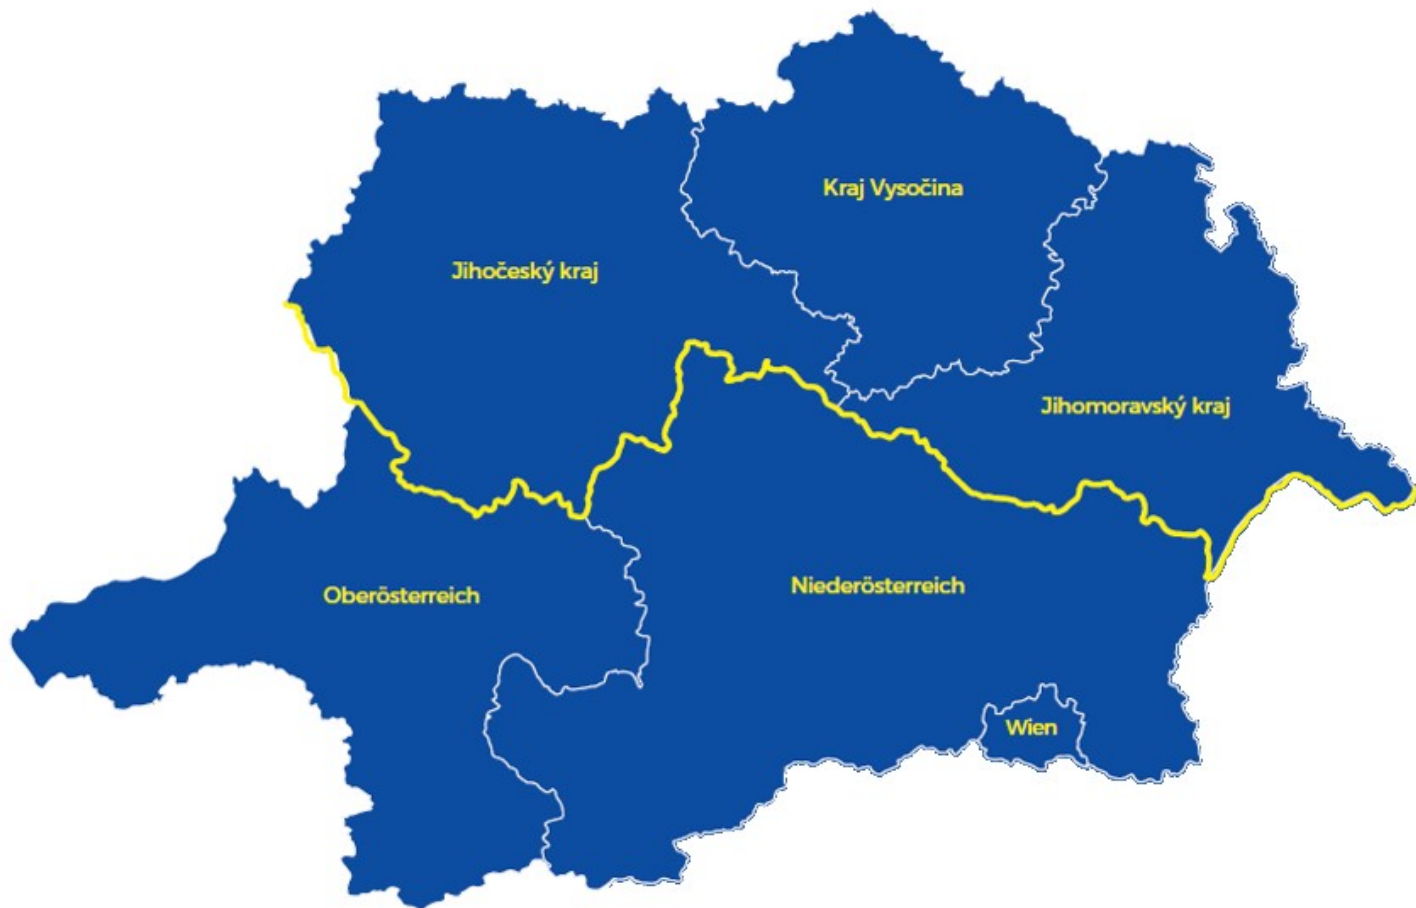 Kraj Vysočina
Jihočeský kraj
Jihomoravský kraj
Niederösterreich
Oberösterreich
Wien